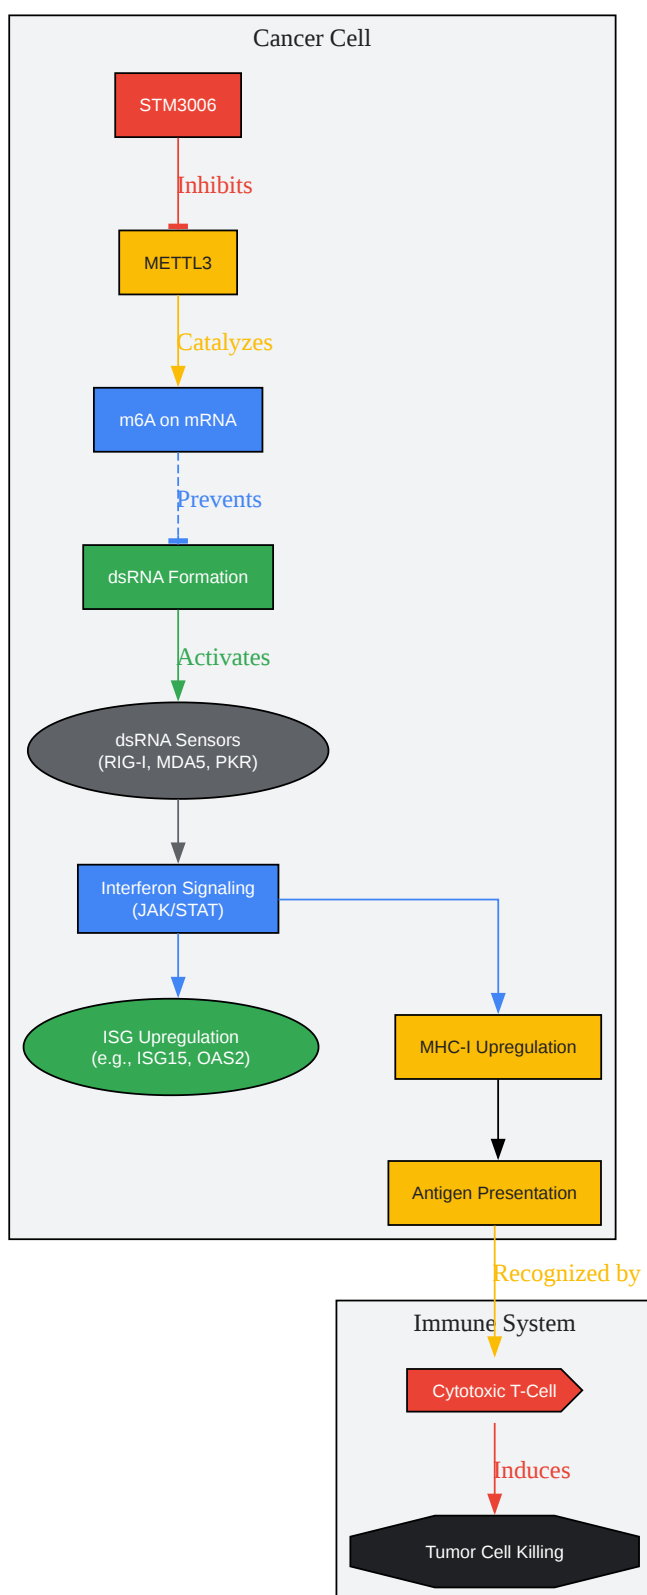 Cancer Cell
STM3006
Inhibits
METTL3
Catalyzes
m6A on mRNA
Prevents
dsRNA Formation
Activates
dsRNA Sensors
(RIG-I, MDA5, PKR)
Interferon Signaling
(JAK/STAT)
ISG Upregulation
(e.g., ISG15, OAS2)
MHC-I Upregulation
Antigen Presentation
Recognized by
Immune System
Cytotoxic T-Cell
Induces
Tumor Cell Killing